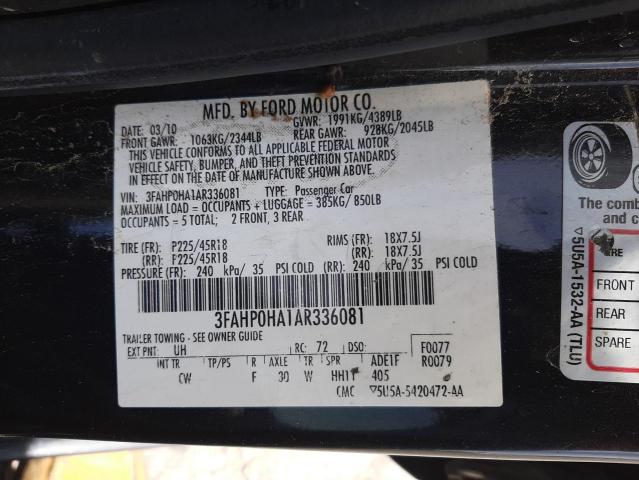 MFD. BY FORD MOTOR CO.
DATE: 03/10 GVWR: 1991KG/4389LB
FRONT GAWR: 1063KG/2344LB REAR GAWR: 928KG/2045LB
THIS VEHICLE CONFORMS TO ALL APPLICABLE FEDERAL MOTOR
VEHICLE SAFETY, BUMPER, AND THEFT PREVENTION STANDARDS
IN EFFECT ON THE DATE OF MANUFACTURE SHOWN ABOVE.
VIN: 3FAHP0HA1AR336081 TYPE: Passenger Car
MAXIMUM LOAD = OCCUPANTS + LUGGAGE = 385KG/ 850LB
OCCUPANTS = 5 TOTAL; 2 FRONT, 3 REAR
TIRE (FR): P225/45R18 RIMS (FR): 18X7.5J
(RR): P225/45R18 (RR): 18X7.5J
PRESSURE (FR): 240 kPa/ 35 PSI COLD (RR): 240 kPa/ 35 PSI COLD
3FAHP0HA1AR336081
TRAILER TOWING - SEE OWNER GUIDE
EXT PNT: UH RC: 72 DSO: F0077
INT TR TP/PS R AXLE TR SPR ADE1F R0079
CW F 30 W HH11 405
CMC ▽5U5A-5420472-AA
The comb
and c
▽5U5A-1532-AA (TLU)
FRONT
REAR
SPARE